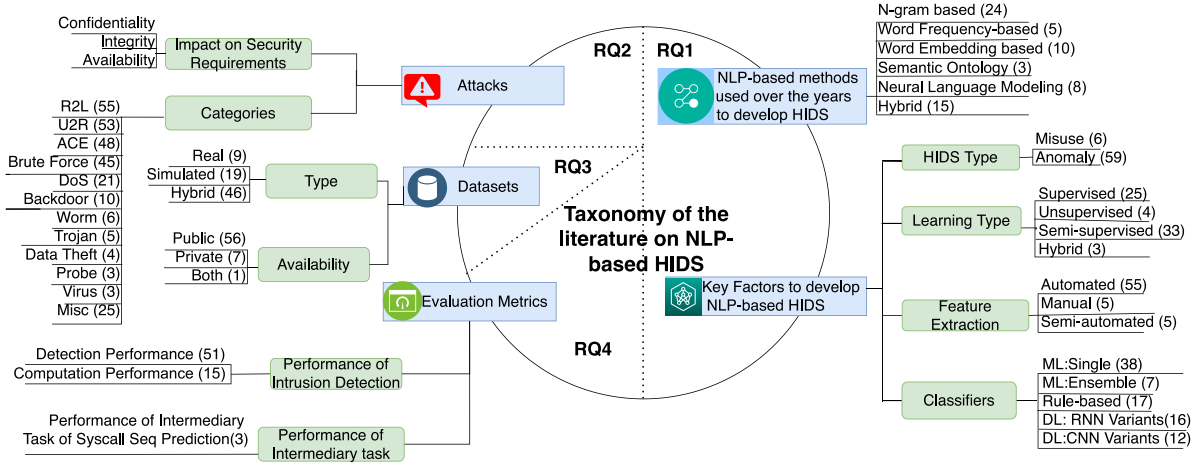 Confidentiality
Integrity
Availability
Impact on Security
Requirements
Attacks
R2L (55)
U2R (53)
ACE (48)
Brute Force (45)
DoS (21)
Backdoor (10)
Worm (6)
Trojan (5)
Data Theft (4)
Probe (3)
Virus (3)
Misc (25)
Categories
Real (9)
Simulated (19)
Hybrid (46)
Type
Datasets
Public (56)
Private (7)
Both (1)
Availability
Evaluation Metrics
Detection Performance (51)
Computation Performance (15)
Performance of
Intrusion Detection
Performance of Intermediary
Task of Syscall Seq Prediction(3)
Performance of
Intermediary task
RQ2
RQ1
RQ3
RQ4
Taxonomy of the
literature on NLP-
based HIDS
NLP-based methods
used over the years
to develop HIDS
N-gram based (24)
Word Frequency-based (5)
Word Embedding based (10)
Semantic Ontology (3)
Neural Language Modeling (8)
Hybrid (15)
Key Factors to develop
NLP-based HIDS
HIDS Type
Misuse (6)
Anomaly (59)
Learning Type
Supervised (25)
Unsupervised (4)
Semi-supervised (33)
Hybrid (3)
Feature
Extraction
Automated (55)
Manual (5)
Semi-automated (5)
Classifiers
ML:Single (38)
ML:Ensemble (7)
Rule-based (17)
DL: RNN Variants(16)
DL:CNN Variants (12)